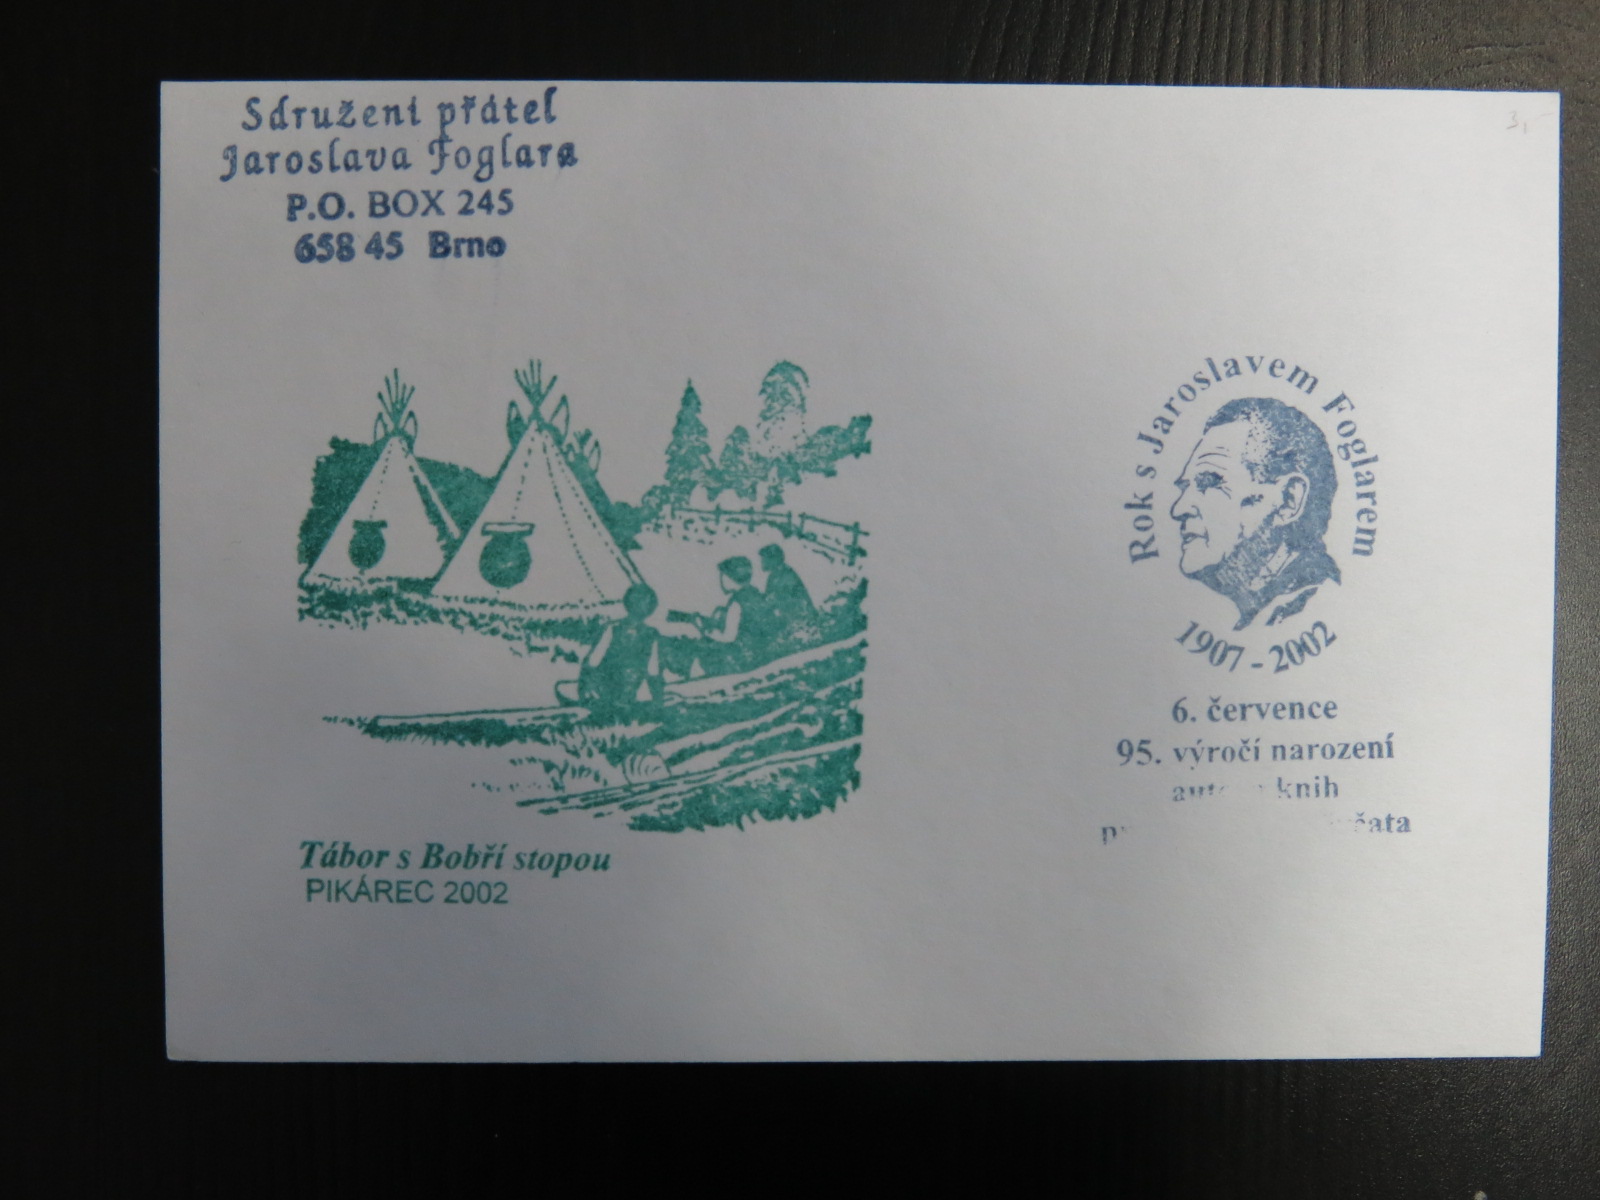 Sdružení přátel
Jaroslava Foglara
P.O. BOX 245
658 45 Brno
3,-
Rok s Jaroslavem Foglarem
1907 - 2002
6. července
95. výročí narození
knih
Tábor s Bobří stopou
PIKÁREC 2002